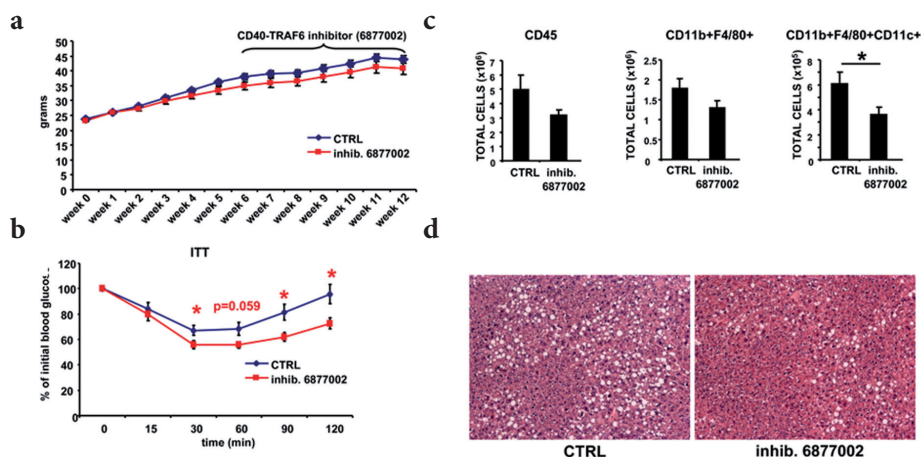 a
CD40-TRAF6 inhibitor (6877002)
50
45
40
35
30
25
20
15
10
5
0
grams
CTRL
inhib. 6877002
week 0
week 1
week 2
week 3
week 4
week 5
week 6
week 7
week 8
week 9
week 10
week 11
week 12
b
ITT
120
100
80
60
40
20
0
% of initial blood glucos
* p=0.059 * *
CTRL
inhib. 6877002
0 15 30 60 90 120
time (min)
c
CD45
TOTAL CELLS (x10⁶)
7
6
5
4
3
2
1
0
CTRL inhib.
6877002
CD11b+F4/80+
TOTAL CELLS (x10⁶)
2.5
2
1.5
1
0.5
0
CTRL inhib.
6877002
CD11b+F4/80+CD11c+
*
TOTAL CELLS (x10⁵)
8
7
6
5
4
3
2
1
0
CTRL inhib.
6877002
d
CTRL
inhib. 6877002